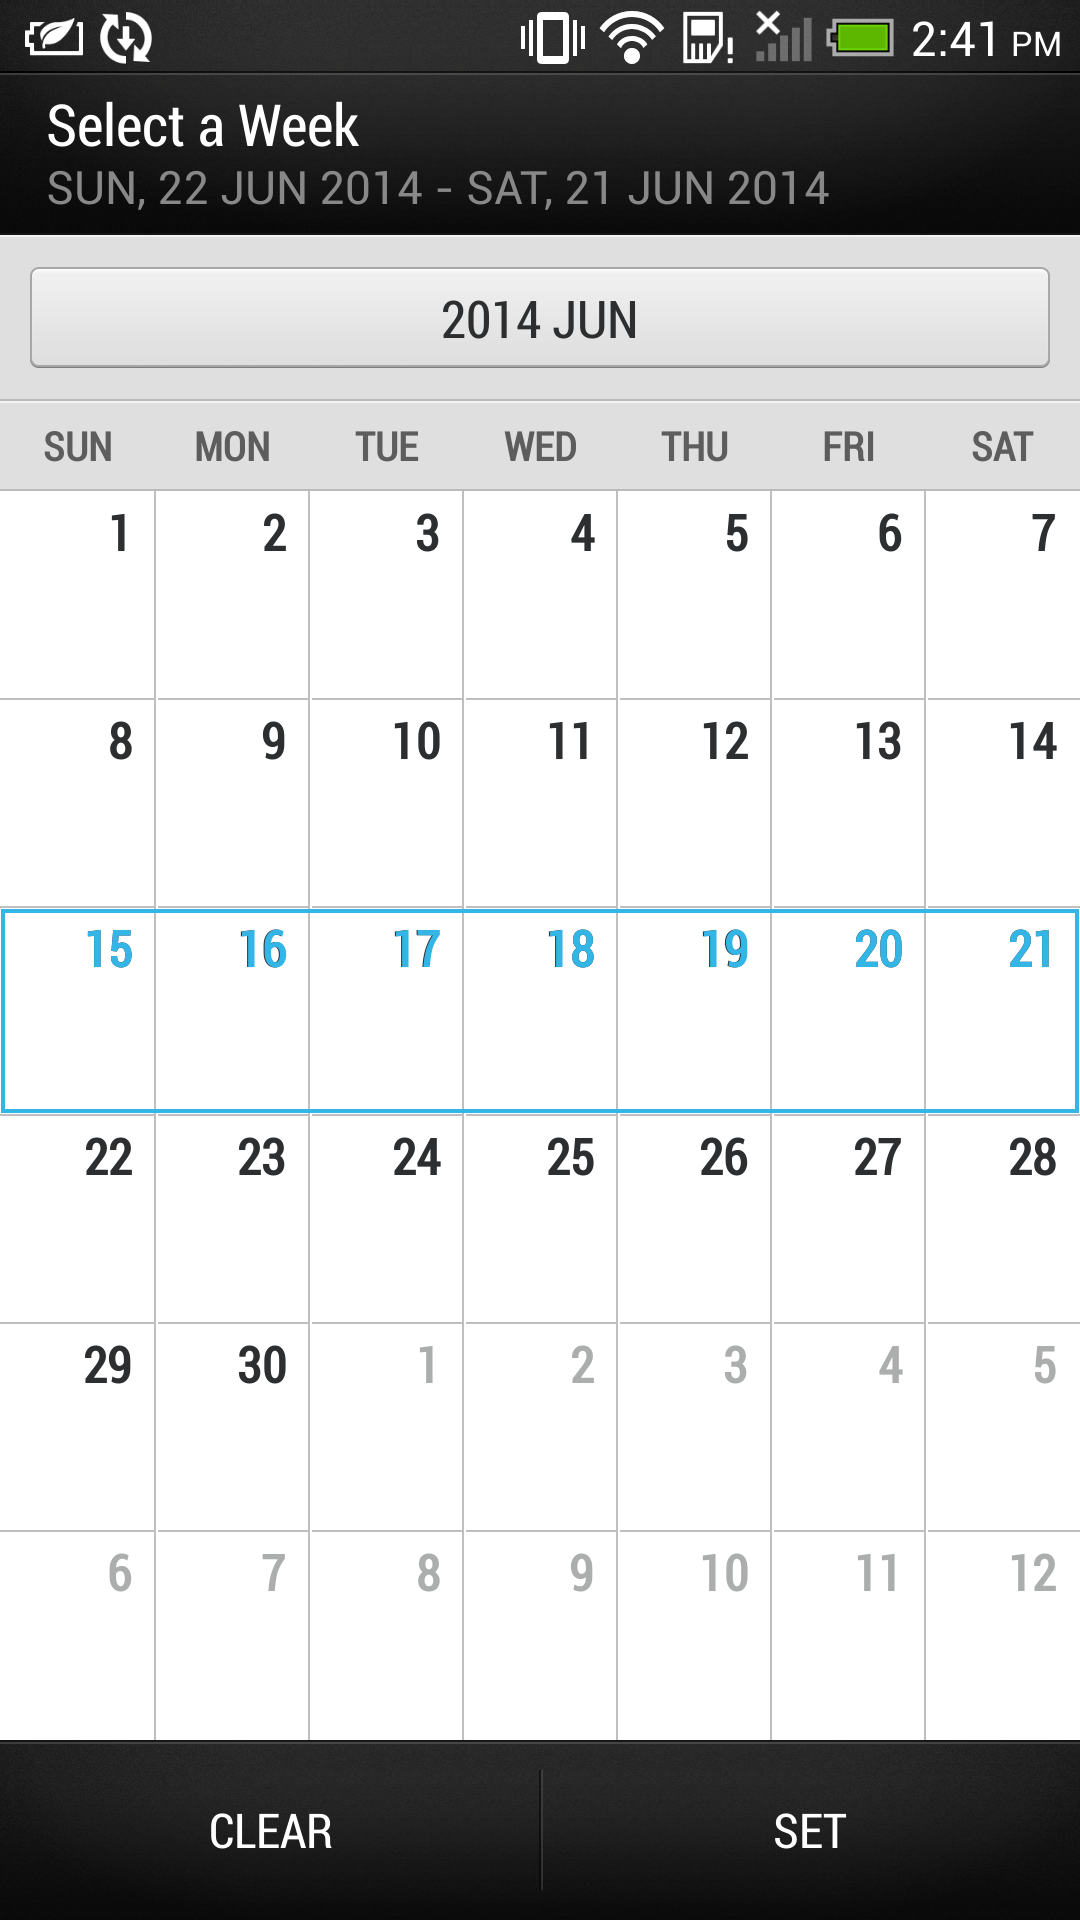 2:41 PM
Select a Week
SUN, 22 JUN 2014 - SAT, 21 JUN 2014
2014 JUN
SUN MON TUE WED THU FRI SAT
1 2 3 4 5 6 7
8 9 10 11 12 13 14
15 16 17 18 19 20 21
22 23 24 25 26 27 28
29 30 1 2 3 4 5
6 7 8 9 10 11 12
CLEAR SET